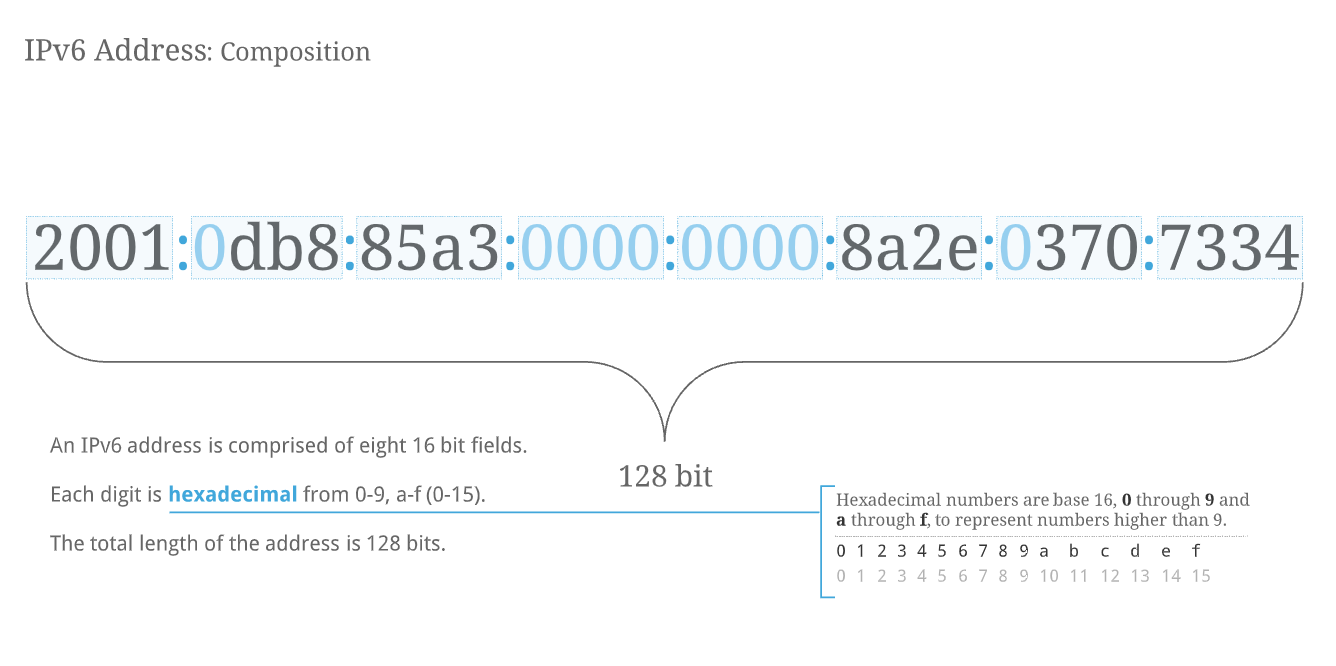 IPv6 Address: Composition
2001:0db8:85a3:0000:0000:8a2e:0370:7334
An IPv6 address is comprised of eight 16 bit fields.
128 bit
Each digit is hexadecimal from 0-9, a-f (0-15).
The total length of the address is 128 bits.
Hexadecimal numbers are base 16, 0 through 9 and
a through f, to represent numbers higher than 9.
0 1 2 3 4 5 6 7 8 9 a b c d e f
0 1 2 3 4 5 6 7 8 9 10 11 12 13 14 15